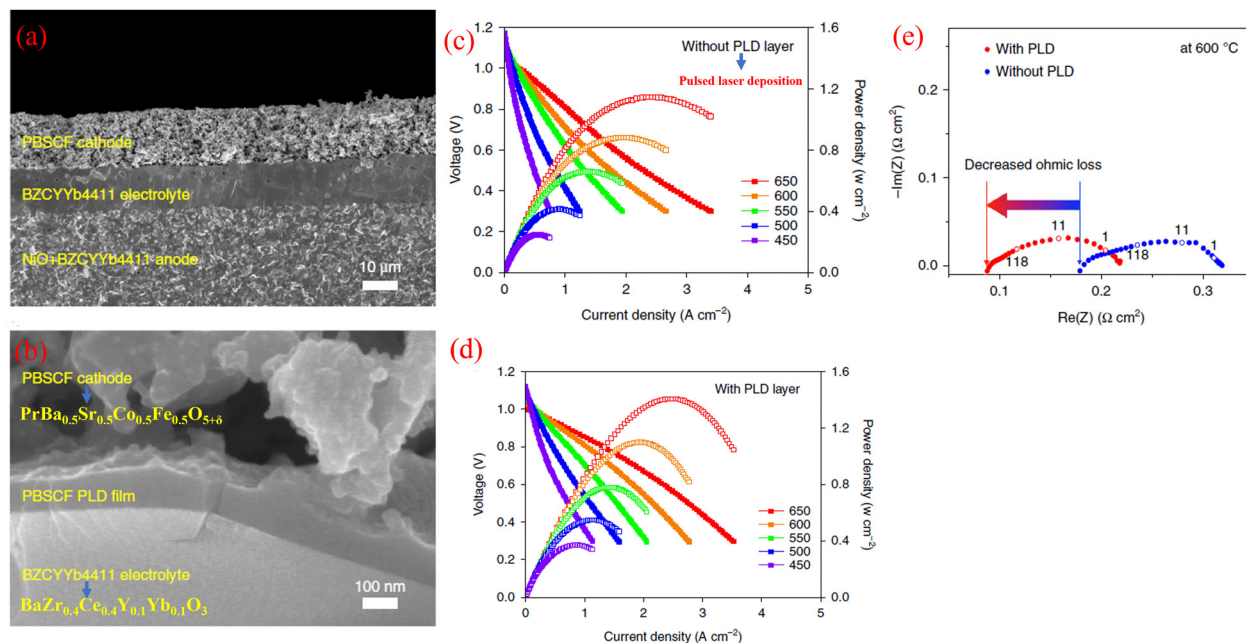 (a)
PBSCF cathode
BZCYYb4411 electrolyte
NiO+BZCYYb4411 anode
10 µm
(b)
PBSCF cathode
PrBa0.5Sr0.5Co0.5Fe0.5O5+δ
PBSCF PLD film
BZCYYb4411 electrolyte
BaZr0.4Ce0.4Y0.1Yb0.1O3
100 nm
(c)
Without PLD layer
Pulsed laser deposition
Voltage (V)
1.2
1.0
0.8
0.6
0.4
0.2
0.0
Power density (w cm−2)
1.6
1.2
0.8
0.4
0.0
650
600
550
500
450
0 1 2 3 4 5
Current density (A cm−2)
(d)
With PLD layer
Voltage (V)
1.2
1.0
0.8
0.6
0.4
0.2
0.0
Power density (w cm−2)
1.6
1.4
1.1
0.8
0.4
0.0
650
600
550
500
450
0 1 2 3 4 5
Current density (A cm−2)
(e)
With PLD
Without PLD
at 600 °C
−Im(Z) (Ω cm2)
0.2
0.1
0.0
Decreased ohmic loss
118 11 1
118 11 1
0.1 0.2 0.3
Re(Z) (Ω cm2)